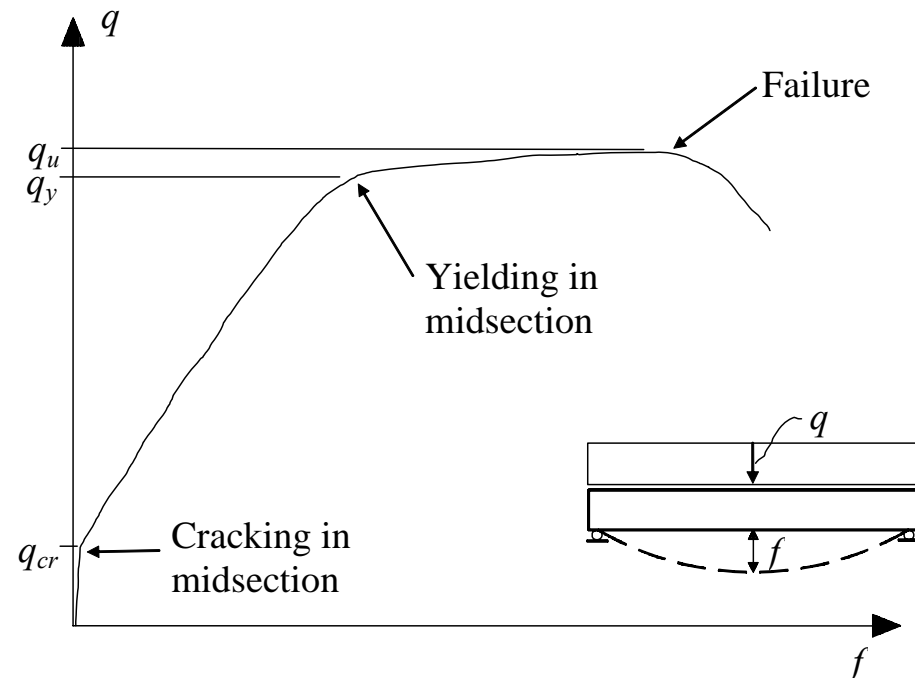 q
Failure
q_u
q_y
Yielding in
midsection
q
q_cr
Cracking in
midsection
f
f